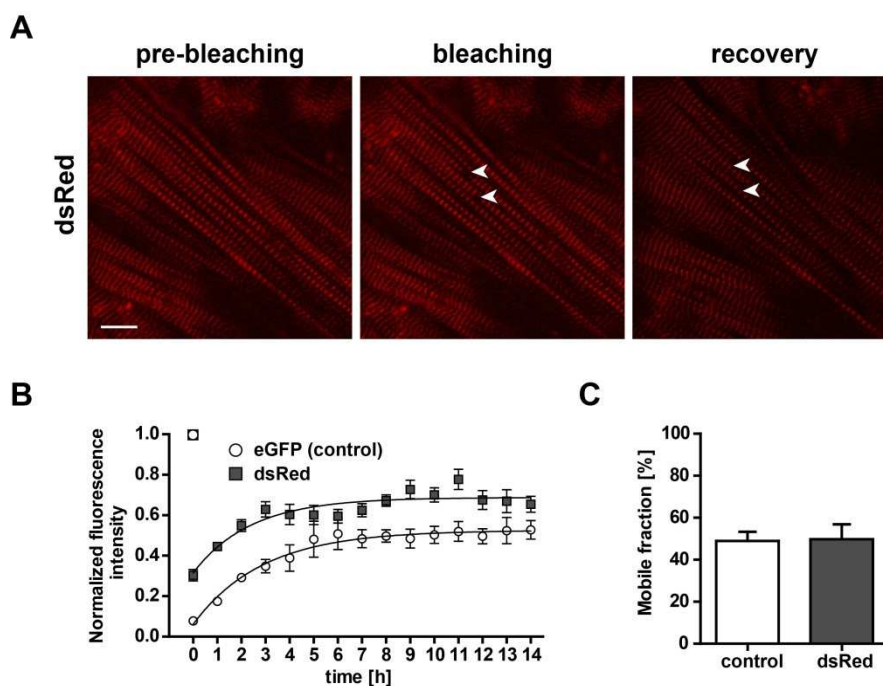 A
pre-bleaching bleaching recovery
dsRed
B
Normalized fluorescence
intensity
1.0
0.8
0.6
0.4
0.2
0.0
eGFP (control)
dsRed
0 1 2 3 4 5 6 7 8 9 10 11 12 13 14
time [h]
C
Mobile fraction [%]
100
80
60
40
20
0
control dsRed